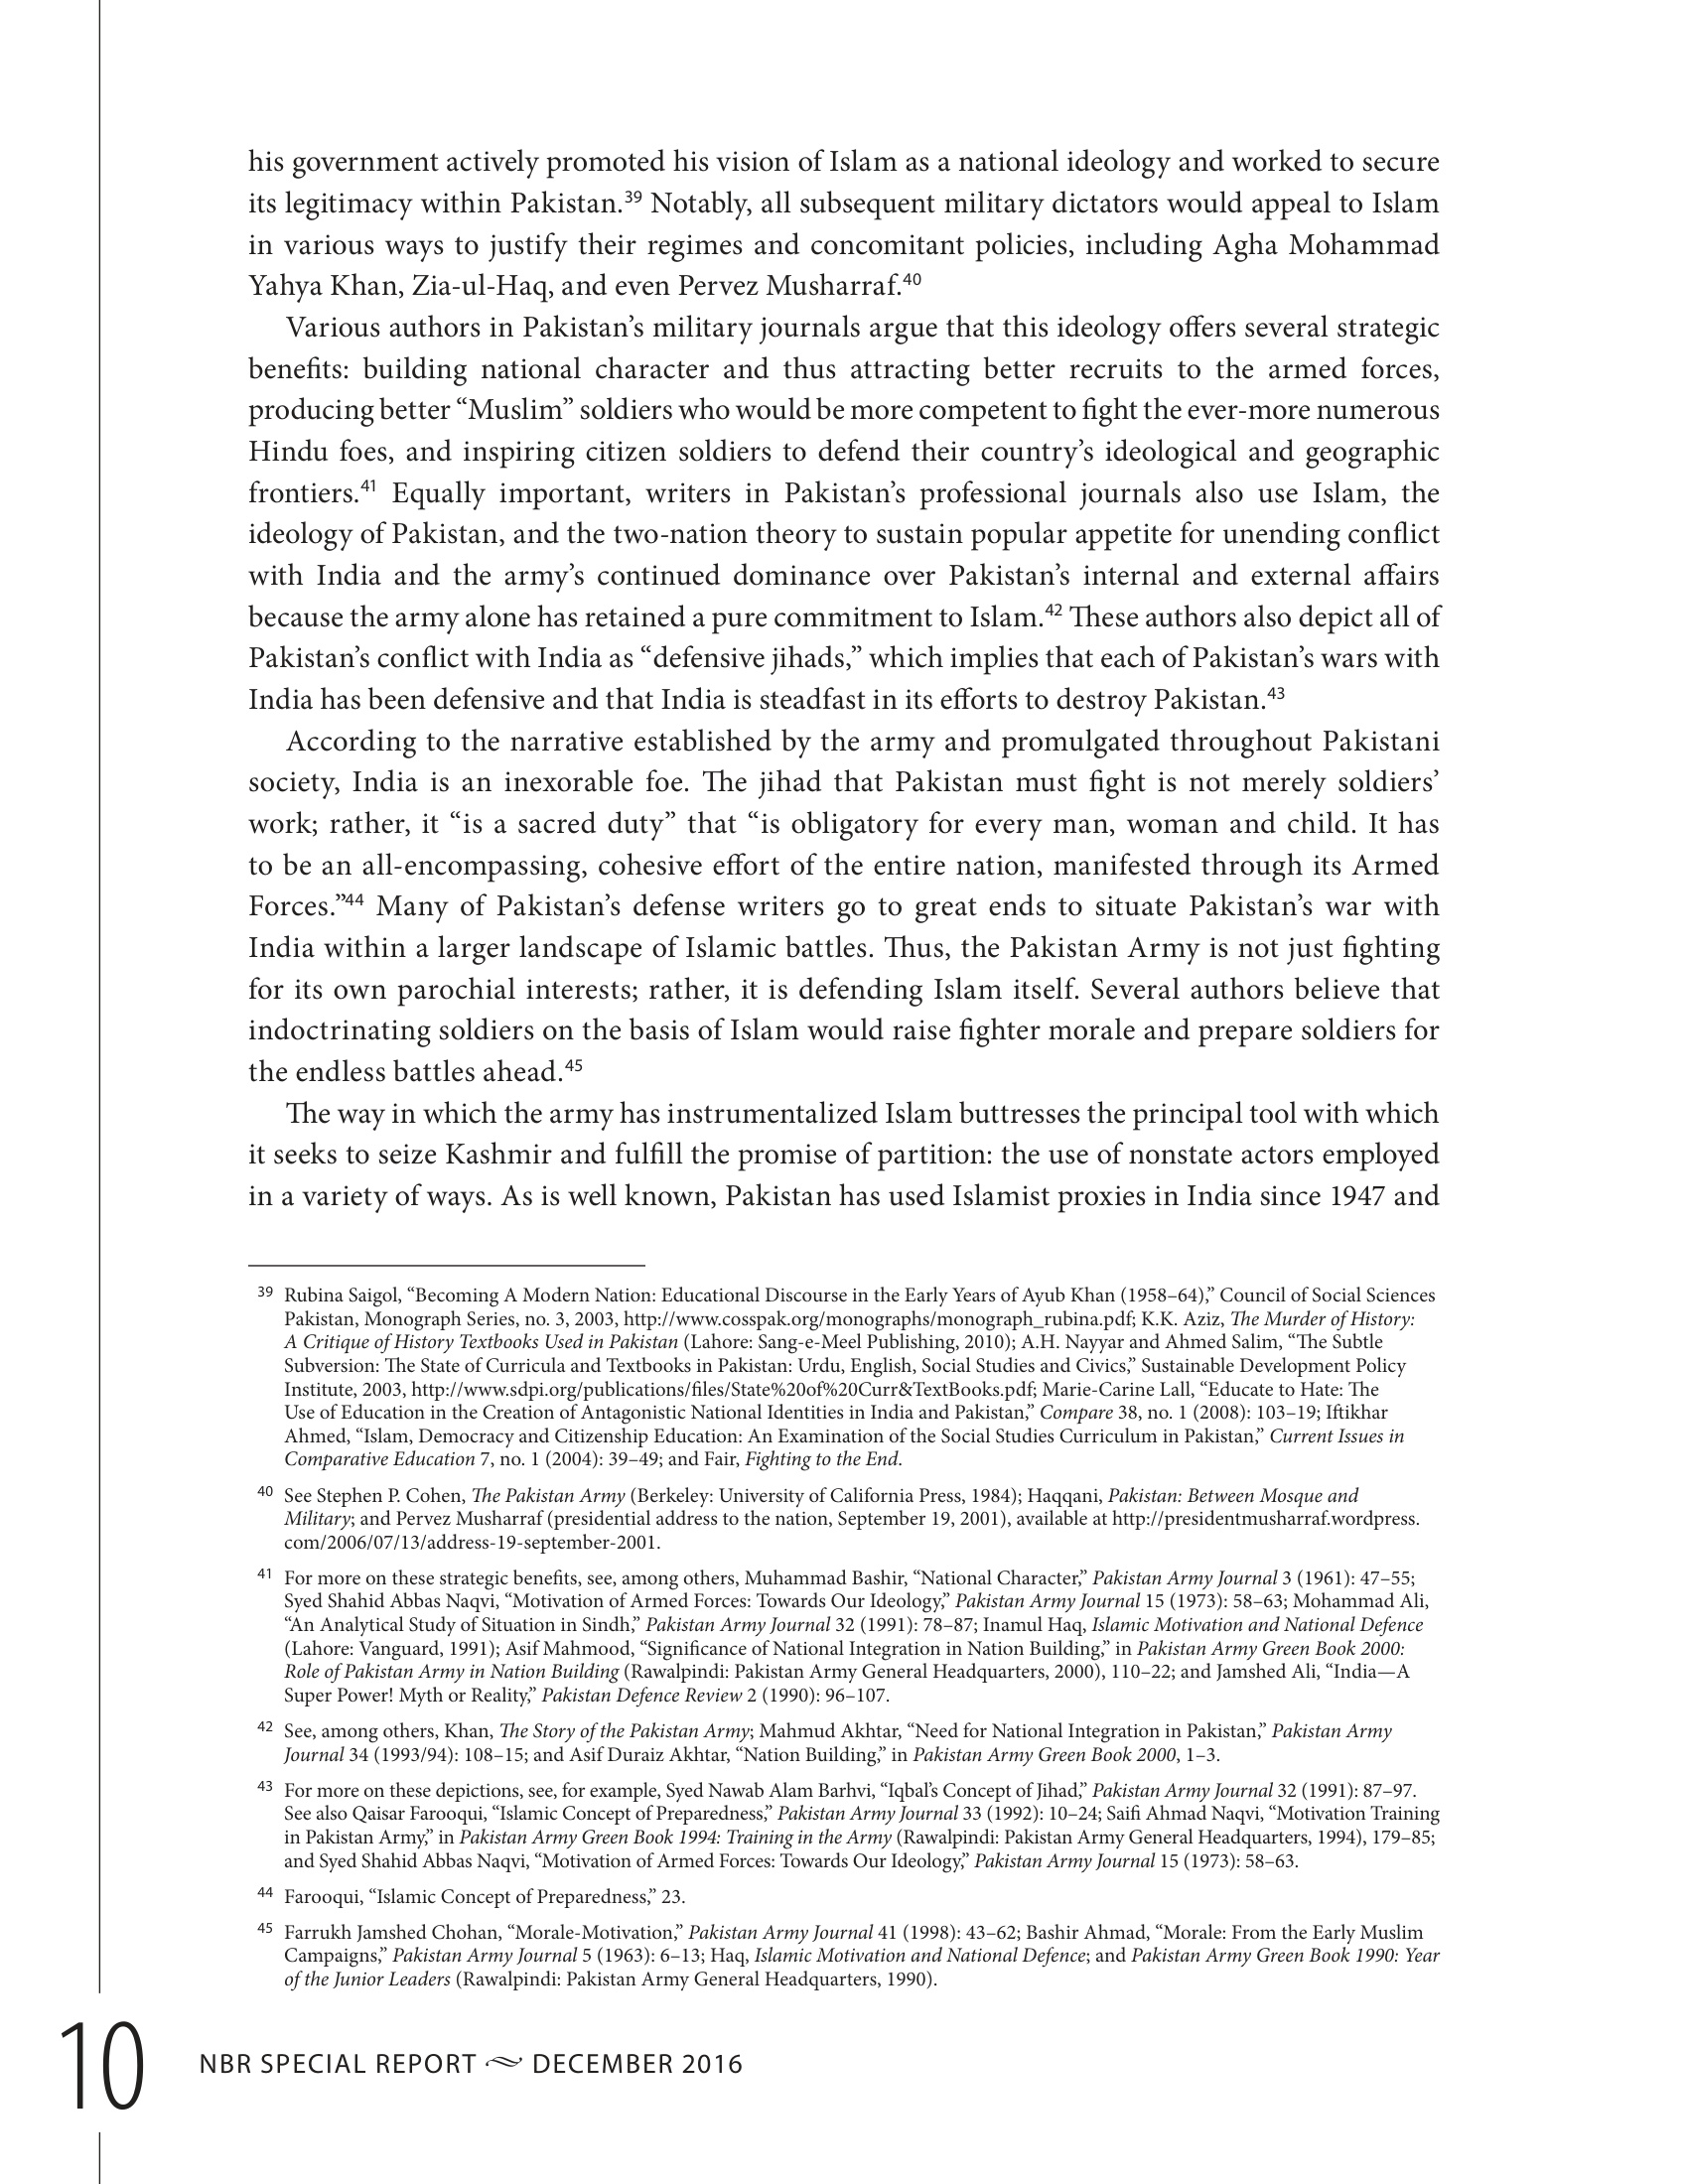 his government actively promoted his vision of Islam as a national ideology and worked to secure
its legitimacy within Pakistan.39 Notably, all subsequent military dictators would appeal to Islam
in various ways to justify their regimes and concomitant policies, including Agha Mohammad
Yahya Khan, Zia-ul-Haq, and even Pervez Musharraf.40
Various authors in Pakistan’s military journals argue that this ideology offers several strategic
benefits: building national character and thus attracting better recruits to the armed forces,
producing better “Muslim” soldiers who would be more competent to fight the ever-more numerous
Hindu foes, and inspiring citizen soldiers to defend their country’s ideological and geographic
frontiers.41 Equally important, writers in Pakistan’s professional journals also use Islam, the
ideology of Pakistan, and the two-nation theory to sustain popular appetite for unending conflict
with India and the army’s continued dominance over Pakistan’s internal and external affairs
because the army alone has retained a pure commitment to Islam.42 These authors also depict all of
Pakistan’s conflict with India as “defensive jihads,” which implies that each of Pakistan’s wars with
India has been defensive and that India is steadfast in its efforts to destroy Pakistan.43
According to the narrative established by the army and promulgated throughout Pakistani
society, India is an inexorable foe. The jihad that Pakistan must fight is not merely soldiers’
work; rather, it “is a sacred duty” that “is obligatory for every man, woman and child. It has
to be an all-encompassing, cohesive effort of the entire nation, manifested through its Armed
Forces.”44 Many of Pakistan’s defense writers go to great ends to situate Pakistan’s war with
India within a larger landscape of Islamic battles. Thus, the Pakistan Army is not just fighting
for its own parochial interests; rather, it is defending Islam itself. Several authors believe that
indoctrinating soldiers on the basis of Islam would raise fighter morale and prepare soldiers for
the endless battles ahead.45
The way in which the army has instrumentalized Islam buttresses the principal tool with which
it seeks to seize Kashmir and fulfill the promise of partition: the use of nonstate actors employed
in a variety of ways. As is well known, Pakistan has used Islamist proxies in India since 1947 and
39 Rubina Saigol, “Becoming A Modern Nation: Educational Discourse in the Early Years of Ayub Khan (1958–64),” Council of Social Sciences
Pakistan, Monograph Series, no. 3, 2003, http://www.cosspak.org/monographs/monograph_rubina.pdf; K.K. Aziz, The Murder of History:
A Critique of History Textbooks Used in Pakistan (Lahore: Sang-e-Meel Publishing, 2010); A.H. Nayyar and Ahmed Salim, “The Subtle
Subversion: The State of Curricula and Textbooks in Pakistan: Urdu, English, Social Studies and Civics,” Sustainable Development Policy
Institute, 2003, http://www.sdpi.org/publications/files/State%20of%20Curr&TextBooks.pdf; Marie-Carine Lall, “Educate to Hate: The
Use of Education in the Creation of Antagonistic National Identities in India and Pakistan,” Compare 38, no. 1 (2008): 103–19; Iftikhar
Ahmed, “Islam, Democracy and Citizenship Education: An Examination of the Social Studies Curriculum in Pakistan,” Current Issues in
Comparative Education 7, no. 1 (2004): 39–49; and Fair, Fighting to the End.
40 See Stephen P. Cohen, The Pakistan Army (Berkeley: University of California Press, 1984); Haqqani, Pakistan: Between Mosque and
Military; and Pervez Musharraf (presidential address to the nation, September 19, 2001), available at http://presidentmusharraf.wordpress.
com/2006/07/13/address-19-september-2001.
41 For more on these strategic benefits, see, among others, Muhammad Bashir, “National Character,” Pakistan Army Journal 3 (1961): 47–55;
Syed Shahid Abbas Naqvi, “Motivation of Armed Forces: Towards Our Ideology,” Pakistan Army Journal 15 (1973): 58–63; Mohammad Ali,
“An Analytical Study of Situation in Sindh,” Pakistan Army Journal 32 (1991): 78–87; Inamul Haq, Islamic Motivation and National Defence
(Lahore: Vanguard, 1991); Asif Mahmood, “Significance of National Integration in Nation Building,” in Pakistan Army Green Book 2000:
Role of Pakistan Army in Nation Building (Rawalpindi: Pakistan Army General Headquarters, 2000), 110–22; and Jamshed Ali, “India—A
Super Power! Myth or Reality,” Pakistan Defence Review 2 (1990): 96–107.
42 See, among others, Khan, The Story of the Pakistan Army; Mahmud Akhtar, “Need for National Integration in Pakistan,” Pakistan Army
Journal 34 (1993/94): 108–15; and Asif Duraiz Akhtar, “Nation Building,” in Pakistan Army Green Book 2000, 1–3.
43 For more on these depictions, see, for example, Syed Nawab Alam Barhvi, “Iqbal’s Concept of Jihad,” Pakistan Army Journal 32 (1991): 87–97.
See also Qaisar Farooqui, “Islamic Concept of Preparedness,” Pakistan Army Journal 33 (1992): 10–24; Saifi Ahmad Naqvi, “Motivation Training
in Pakistan Army,” in Pakistan Army Green Book 1994: Training in the Army (Rawalpindi: Pakistan Army General Headquarters, 1994), 179–85;
and Syed Shahid Abbas Naqvi, “Motivation of Armed Forces: Towards Our Ideology,” Pakistan Army Journal 15 (1973): 58–63.
44 Farooqui, “Islamic Concept of Preparedness,” 23.
45 Farrukh Jamshed Chohan, “Morale-Motivation,” Pakistan Army Journal 41 (1998): 43–62; Bashir Ahmad, “Morale: From the Early Muslim
Campaigns,” Pakistan Army Journal 5 (1963): 6–13; Haq, Islamic Motivation and National Defence; and Pakistan Army Green Book 1990: Year
of the Junior Leaders (Rawalpindi: Pakistan Army General Headquarters, 1990).
10 NBR SPECIAL REPORT DECEMBER 2016